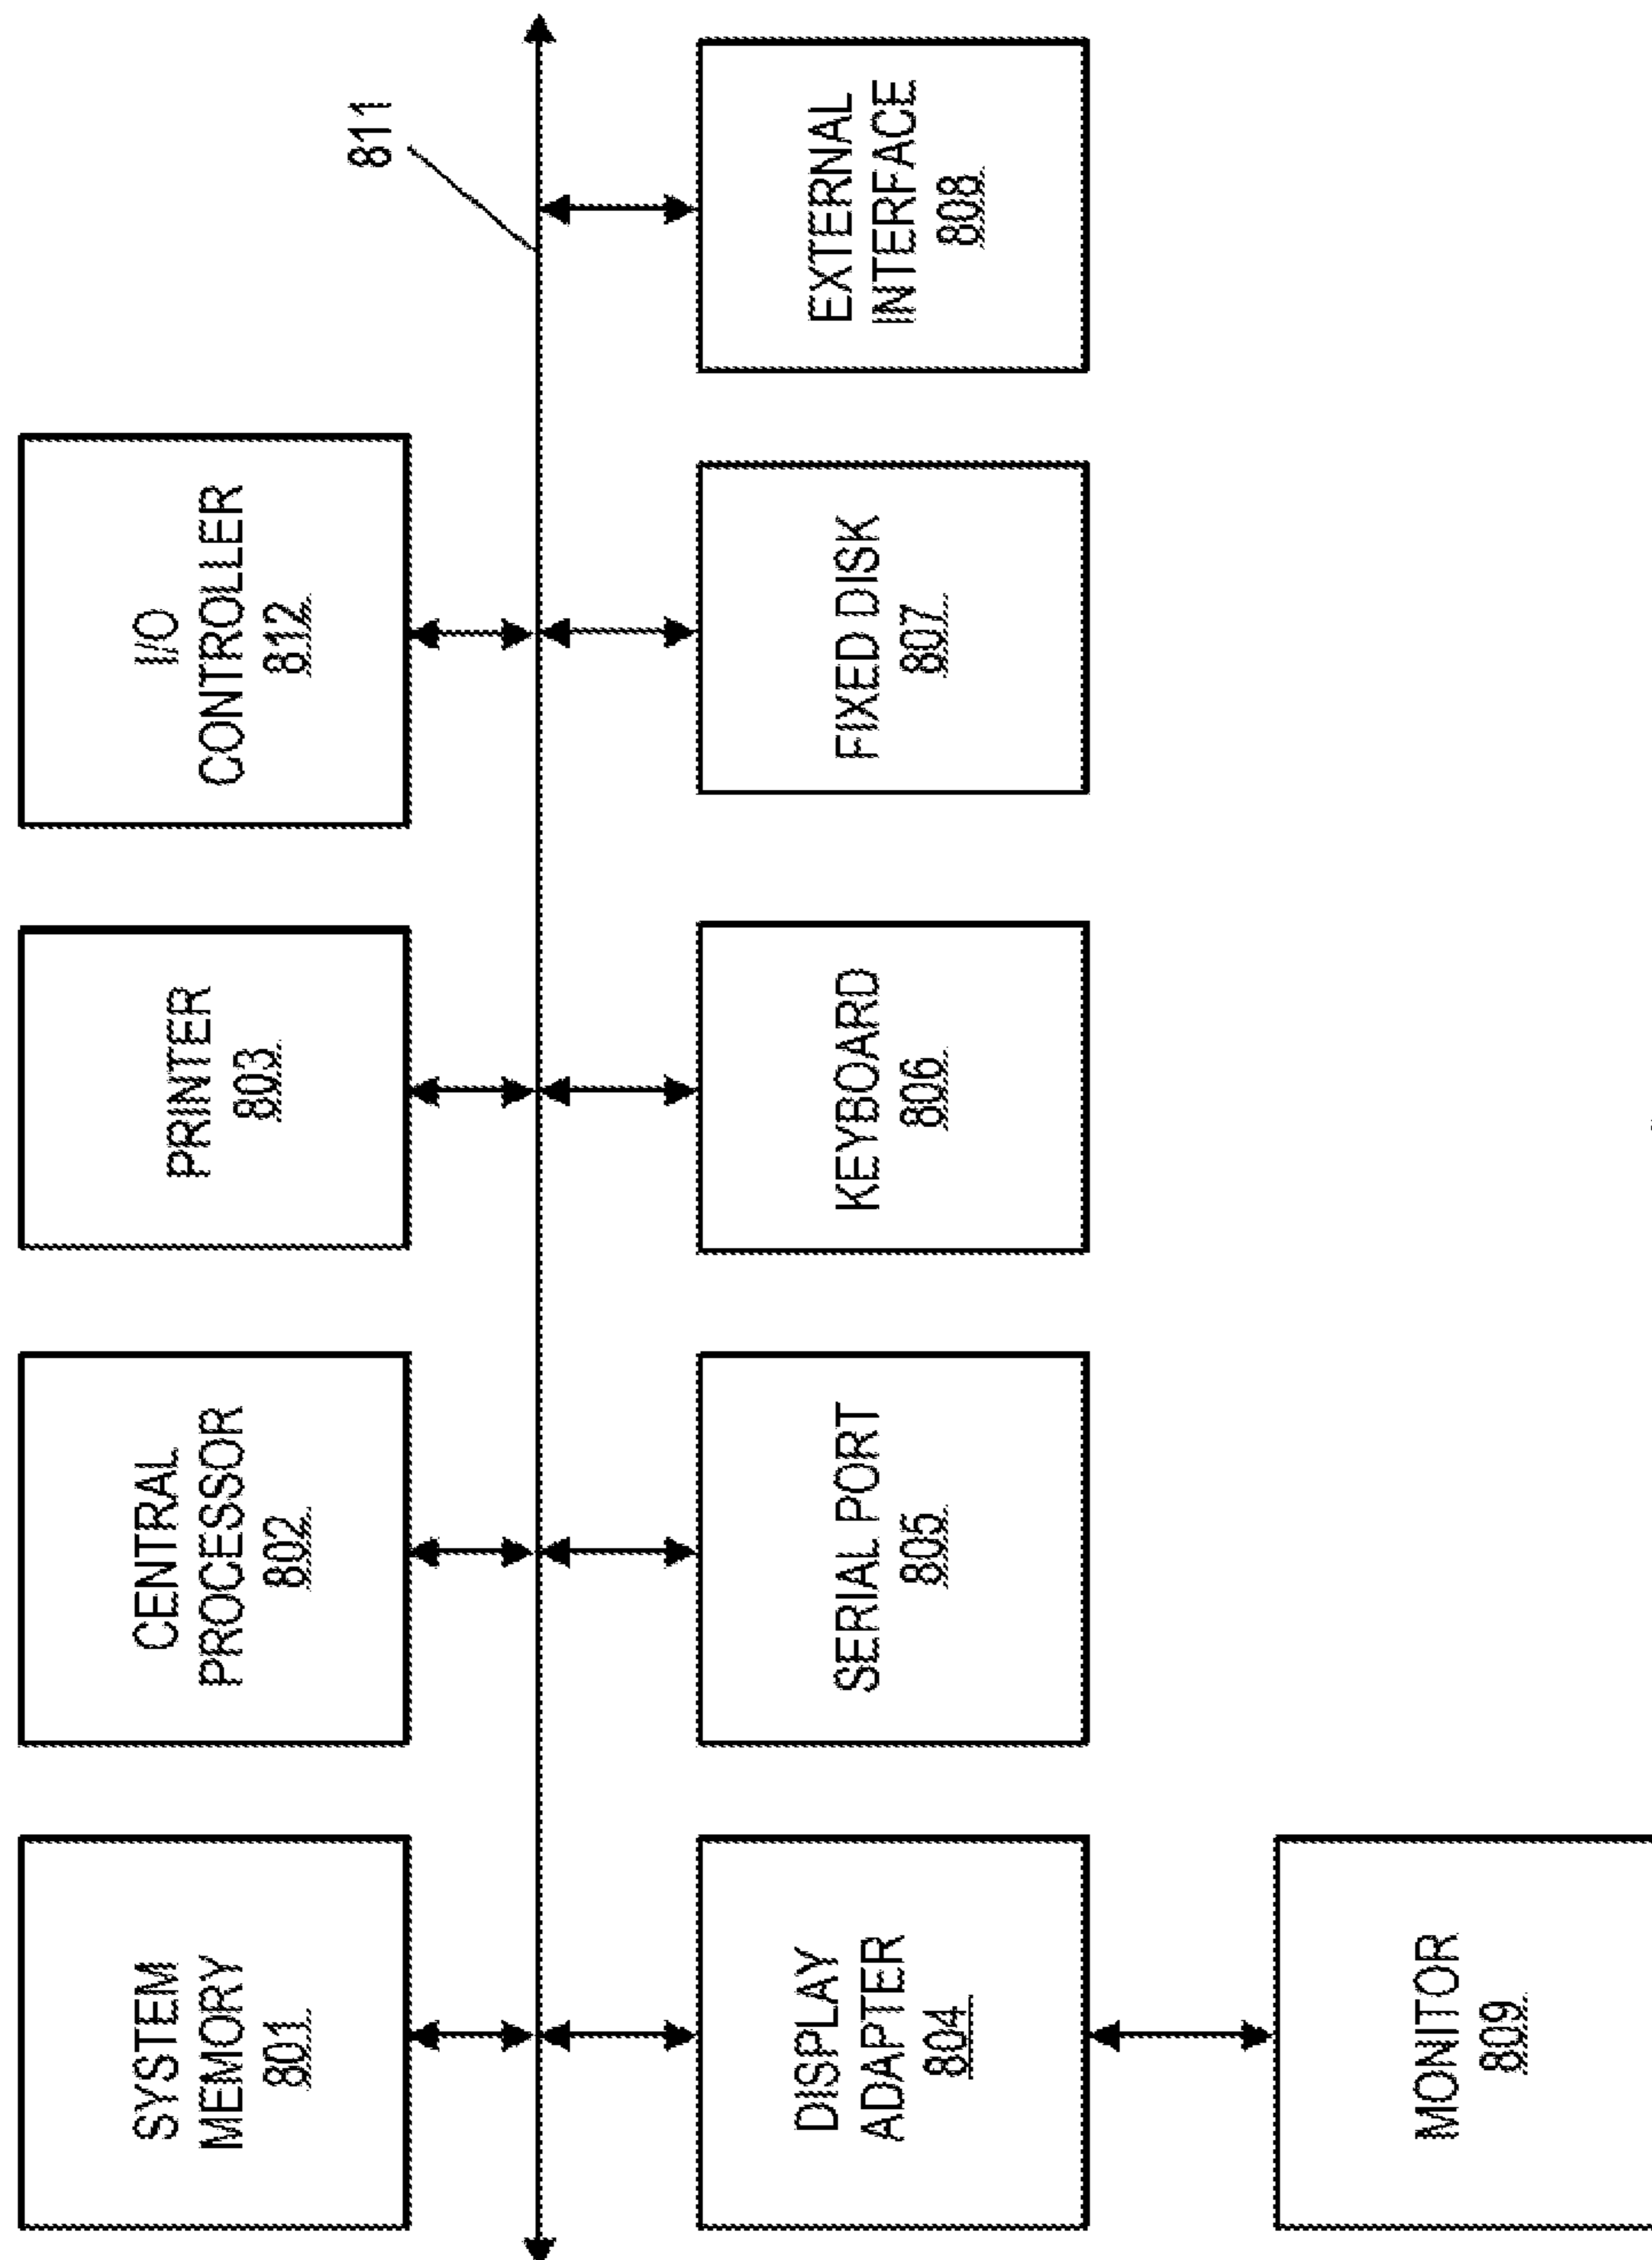 SYSTEM
MEMORY
801
CENTRAL
PROCESSOR
802
PRINTER
803
I/O
CONTROLLER
812
811
DISPLAY
ADAPTER
804
SERIAL PORT
805
KEYBOARD
806
FIXED DISK
807
EXTERNAL
INTERFACE
808
MONITOR
809